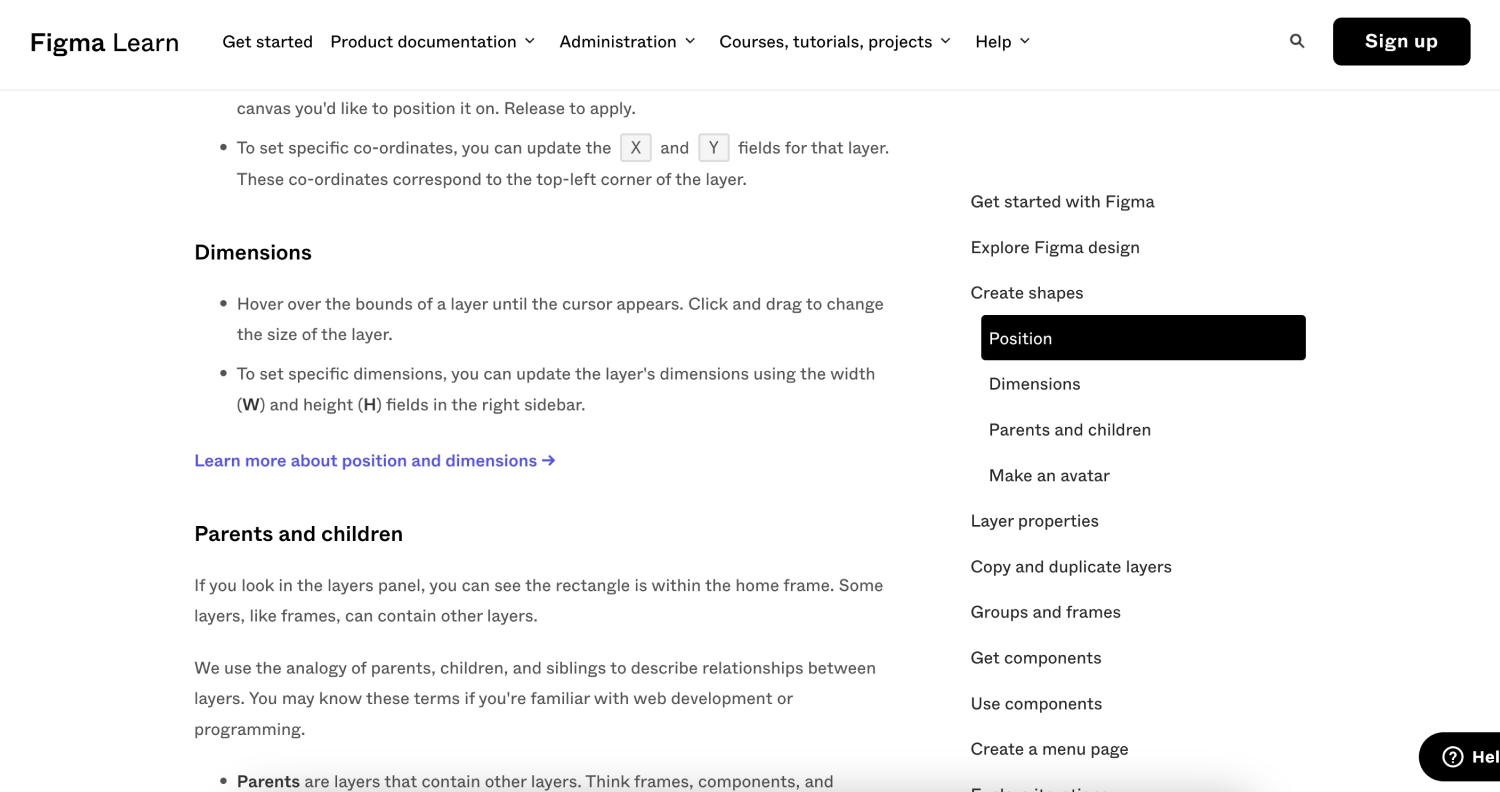 Figma Learn
Get started
Product documentation
Administration
Courses, tutorials, projects
Help
Sign up
canvas you'd like to position it on. Release to apply.
To set specific co-ordinates, you can update the X and Y fields for that layer.
These co-ordinates correspond to the top-left corner of the layer.
Dimensions
Hover over the bounds of a layer until the cursor appears. Click and drag to change
the size of the layer.
To set specific dimensions, you can update the layer's dimensions using the width
(W) and height (H) fields in the right sidebar.
Learn more about position and dimensions →
Parents and children
If you look in the layers panel, you can see the rectangle is within the home frame. Some
layers, like frames, can contain other layers.
We use the analogy of parents, children, and siblings to describe relationships between
layers. You may know these terms if you're familiar with web development or
programming.
Parents are layers that contain other layers. Think frames, components, and
Get started with Figma
Explore Figma design
Create shapes
Position
Dimensions
Parents and children
Make an avatar
Layer properties
Copy and duplicate layers
Groups and frames
Get components
Use components
Create a menu page
Hel